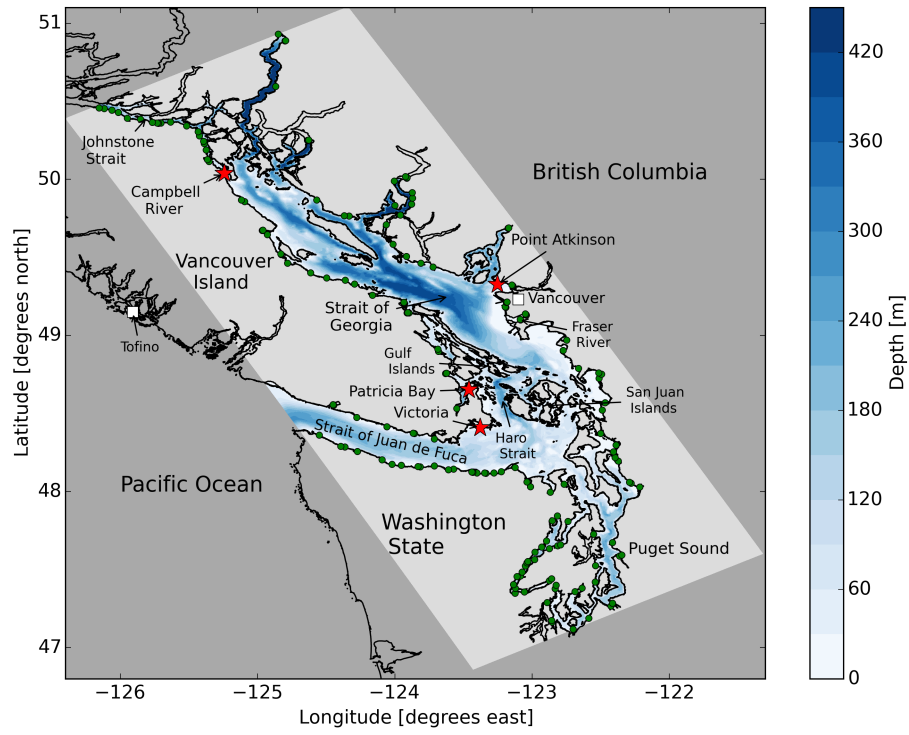 51
50
49
48
47
Latitude [degrees north]
−126
−125
−124
−123
−122
Longitude [degrees east]
Johnstone
Strait
Campbell
River
British Columbia
Point Atkinson
Vancouver
Island
Vancouver
Strait of
Georgia
Fraser
River
Tofino
Gulf
Islands
Patricia Bay
San Juan
Islands
Victoria
Haro
Strait
Strait of Juan de Fuca
Pacific Ocean
Washington
State
Puget Sound
420
360
300
240
180
120
60
0
Depth [m]